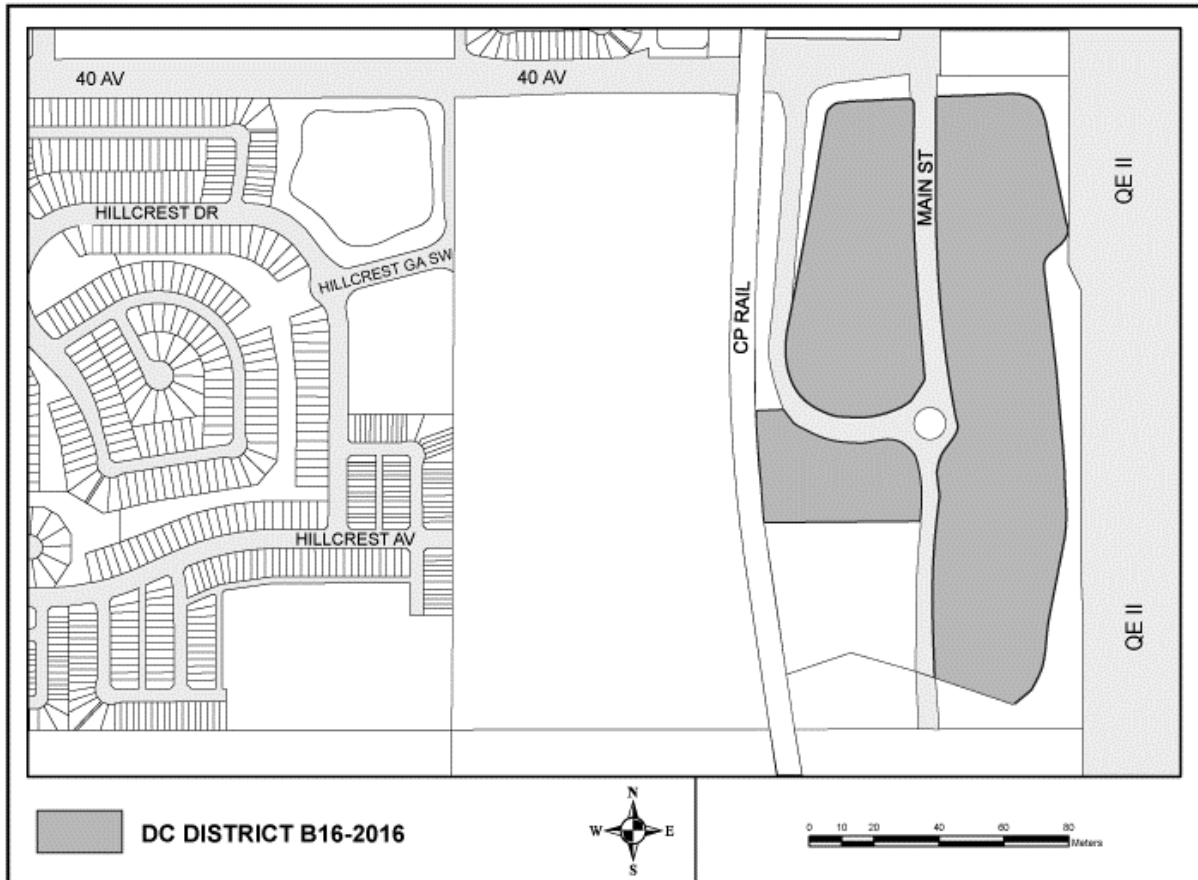 40 AV
40 AV
HILLCREST DR
HILLCREST GA SW
HILLCREST AV
CP RAIL
MAIN ST
QE II
QE II
DC DISTRICT B16-2016
N
W
E
S
0 10 20 40 60 80
Meters